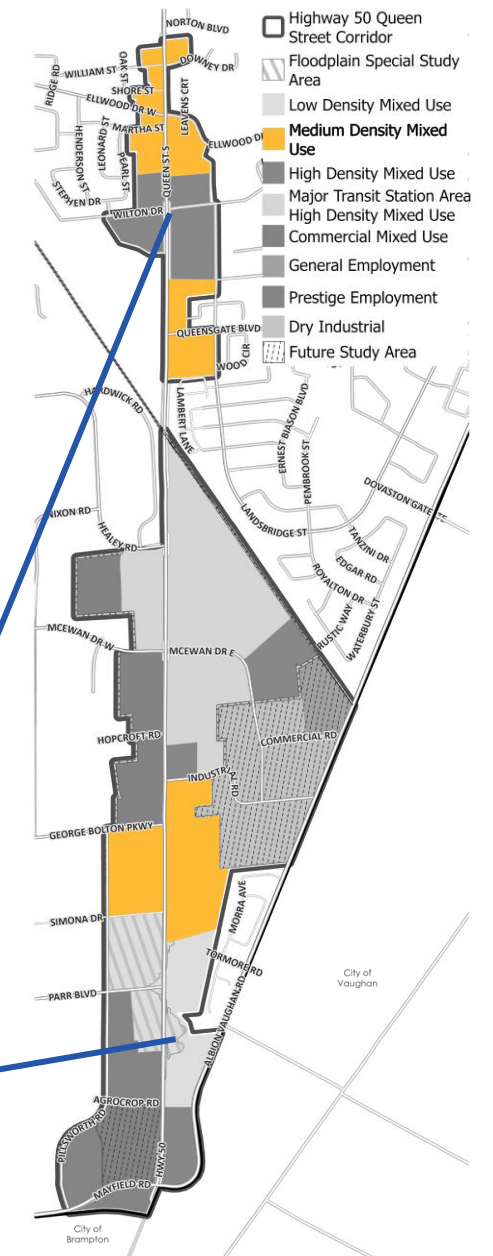 NORTON BLVD
OAK ST
DOWNEY DR
WILLIAM ST
RIDGE RD
SHORE ST
LEAVENS CRT
ELLWOOD DR W
MARTHA ST
ELLWOOD D
HENDERSON ST
LEONARD ST
PEARL ST
QUEEN ST S
STEPHEN DR
WILTON DR
Highway 50 Queen
Street Corridor
Floodplain Special Study
Area
Low Density Mixed Use
Medium Density Mixed
Use
High Density Mixed Use
Major Transit Station Area
High Density Mixed Use
Commercial Mixed Use
General Employment
Prestige Employment
Dry Industrial
Future Study Area
QUEENSGATE BLVD
WOOD CIR
HARDWICK RD
LAMBERT LANE
ERNEST BIASON BLVD
PEMBROOK ST
DOVASTON GATE
NIXON RD
HEALEY RD
LANDSBRIDGE ST
TANZINI DR
EDGAR RD
ROYALTON DR
RUSTIC WAY
WATERBURY ST
MCEWAN DR W
MCEWAN DR E
HOPCROFT RD
COMMERCIAL RD
INDUSTRIAL RD
GEORGE BOLTON PKWY
SIMONA DR
MORRA AVE
TORMORE RD
City of
Vaughan
PARR BLVD
ALBION VAUGHAN RD
AGROCROP RD
PILLSWORTH RD
HWY 50
MAYFIELD RD
City of
Brampton